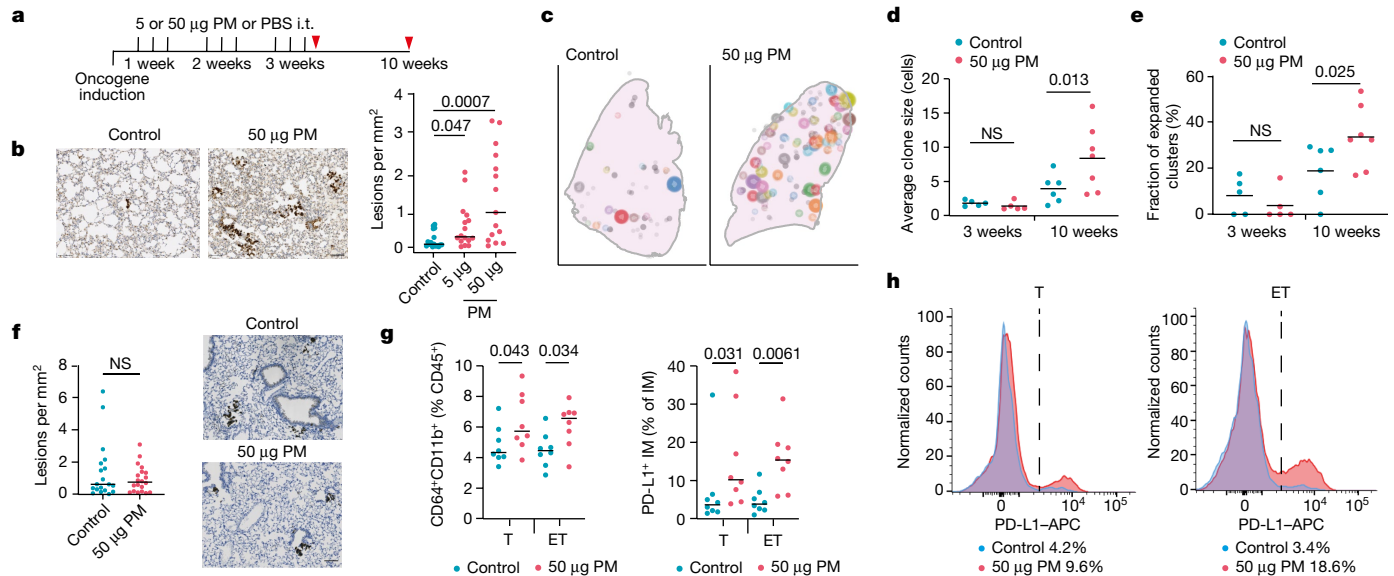 a
5 or 50 μg PM or PBS i.t.
1 week 2 weeks 3 weeks 10 weeks
Oncogene
induction
b
Control 50 μg PM
Lesions per mm2
4
3
2
1
0
0.0007
0.047
Control 5 μg 50 μg
PM
c
Control 50 μg PM
d
Control
50 μg PM
Average clone size (cells)
20
15
10
5
0
NS 0.013
3 weeks 10 weeks
e
Control
50 μg PM
Fraction of expanded
clusters (%)
60
40
20
0
NS 0.025
3 weeks 10 weeks
f
Lesions per mm2
8
6
4
2
0
NS
Control 50 μg PM
Control
50 μg PM
g
CD64+CD11b+ (% CD45+)
10
8
6
4
2
0
0.043 0.034
T ET
Control 50 μg PM
PD-L1+ IM (% of IM)
40
30
20
10
0
0.031 0.0061
T ET
Control 50 μg PM
h
T
Normalized counts
100
80
60
40
20
0
0 104 105
PD-L1–APC
Control 4.2%
50 μg PM 9.6%
ET
Normalized counts
100
80
60
40
20
0
0 104 105
PD-L1–APC
Control 3.4%
50 μg PM 18.6%